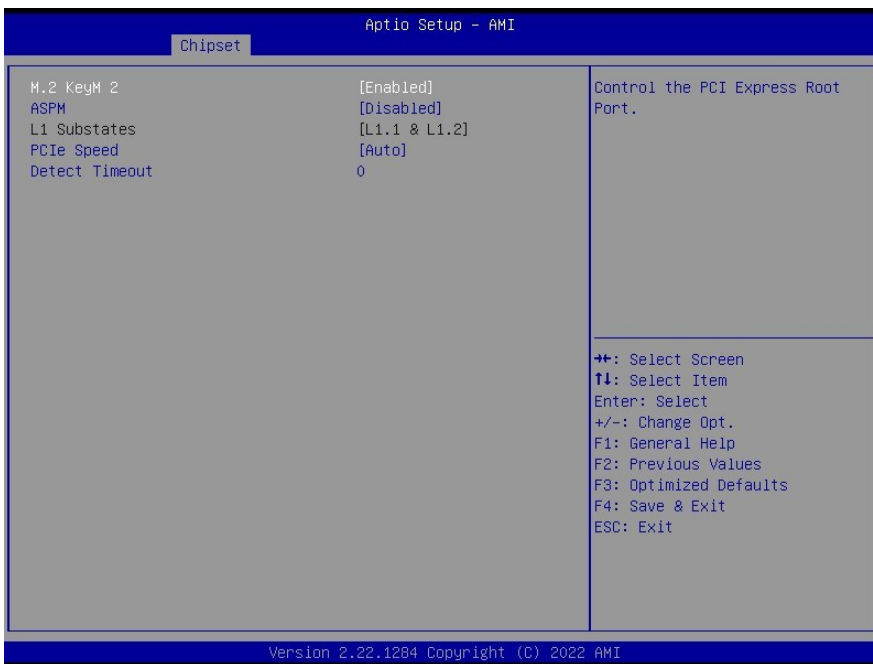 Aptio Setup - AMI
Chipset
M.2 KeyM 2 [Enabled]
ASPM [Disabled]
L1 Substates [L1.1 & L1.2]
PCIe Speed [Auto]
Detect Timeout 0
Control the PCI Express Root
Port.
→←: Select Screen
↑↓: Select Item
Enter: Select
+/-: Change Opt.
F1: General Help
F2: Previous Values
F3: Optimized Defaults
F4: Save & Exit
ESC: Exit
Version 2.22.1284 Copyright (C) 2022 AMI